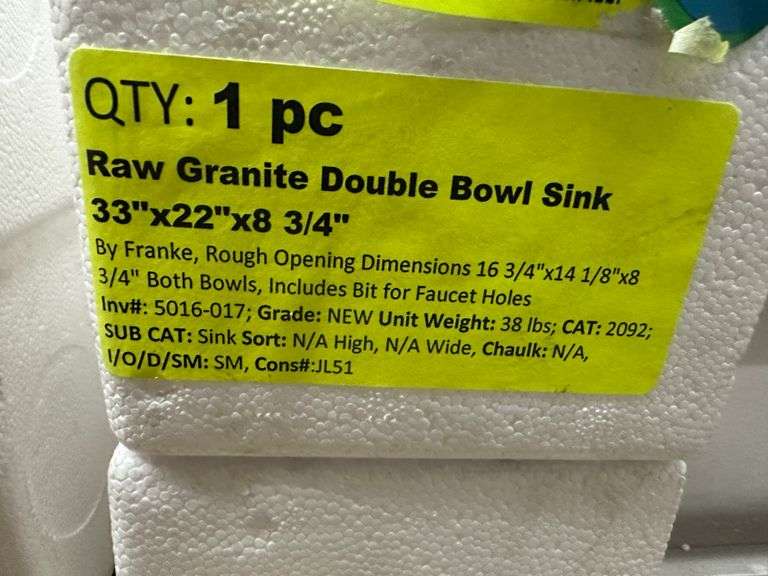 QTY: 1 pc
Raw Granite Double Bowl Sink
33"x22"x8 3/4"
By Franke, Rough Opening Dimensions 16 3/4"x14 1/8"x8
3/4" Both Bowls, Includes Bit for Faucet Holes
Inv#: 5016-017; Grade: NEW Unit Weight: 38 lbs; CAT: 2092;
SUB CAT: Sink Sort: N/A High, N/A Wide, Chaulk: N/A,
I/O/D/SM: SM, Cons#:JL51